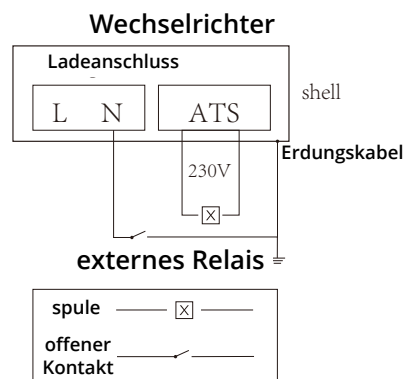 Wechselrichter
Ladeanschluss
shell
L N ATS
Erdungskabel
230V
X
externes Relais
spule X
offener
Kontakt